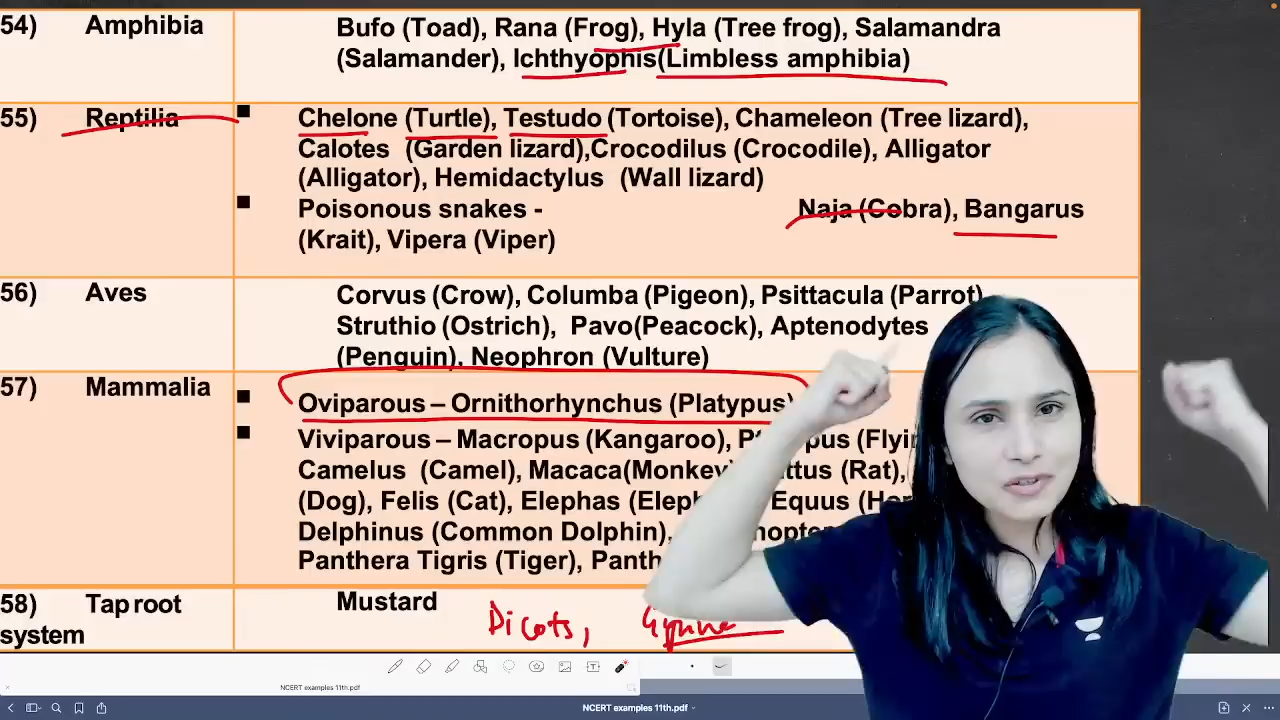 54) Amphibia Bufo (Toad), Rana (Frog), Hyla (Tree frog), Salamandra
(Salamander), Ichthyophis(Limbless amphibia)
55) Reptilia ■ Chelone (Turtle), Testudo (Tortoise), Chameleon (Tree lizard),
Calotes (Garden lizard),Crocodilus (Crocodile), Alligator
(Alligator), Hemidactylus (Wall lizard)
■ Poisonous snakes - Naja (Cobra), Bangarus
(Krait), Vipera (Viper)
56) Aves Corvus (Crow), Columba (Pigeon), Psittacula (Parrot),
Struthio (Ostrich), Pavo(Peacock), Aptenodytes
(Penguin), Neophron (Vulture)
57) Mammalia ■ Oviparous – Ornithorhynchus (Platypus)
■ Viviparous – Macropus (Kangaroo),
Camelus (Camel), Macaca(Monkey) (Rat),
(Dog), Felis (Cat), Elephas Equus
Delphinus (Common Dolphin),
Panthera Tigris (Tiger),
58) Tap root Mustard
system
Dicots,
NCERT examples 11th.pdf
NCERT examples 11th.pdf